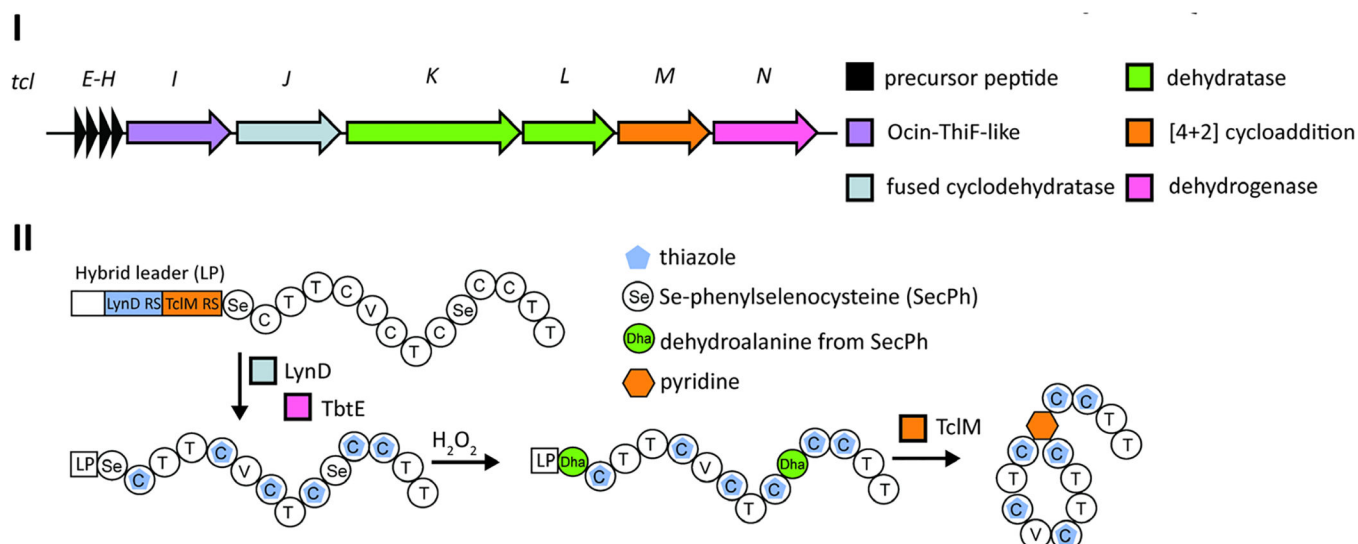 I
tcl E-H I J K L M N
precursor peptide
dehydratase
Ocin-ThiF-like
[4+2] cycloaddition
fused cyclodehydratase
dehydrogenase
II
Hybrid leader (LP)
LynD RS TclM RS Se C T T C V C T C Se C C T T
thiazole
Se Se-phenylselenocysteine (SecPh)
Dha dehydroalanine from SecPh
pyridine
LynD
TbtE
LP Se C T T C V C T C Se C C T T
H2O2
LP Dha C T T C V C T C Dha C C T T
TclM
C C T T
C C
T T
C T
V C